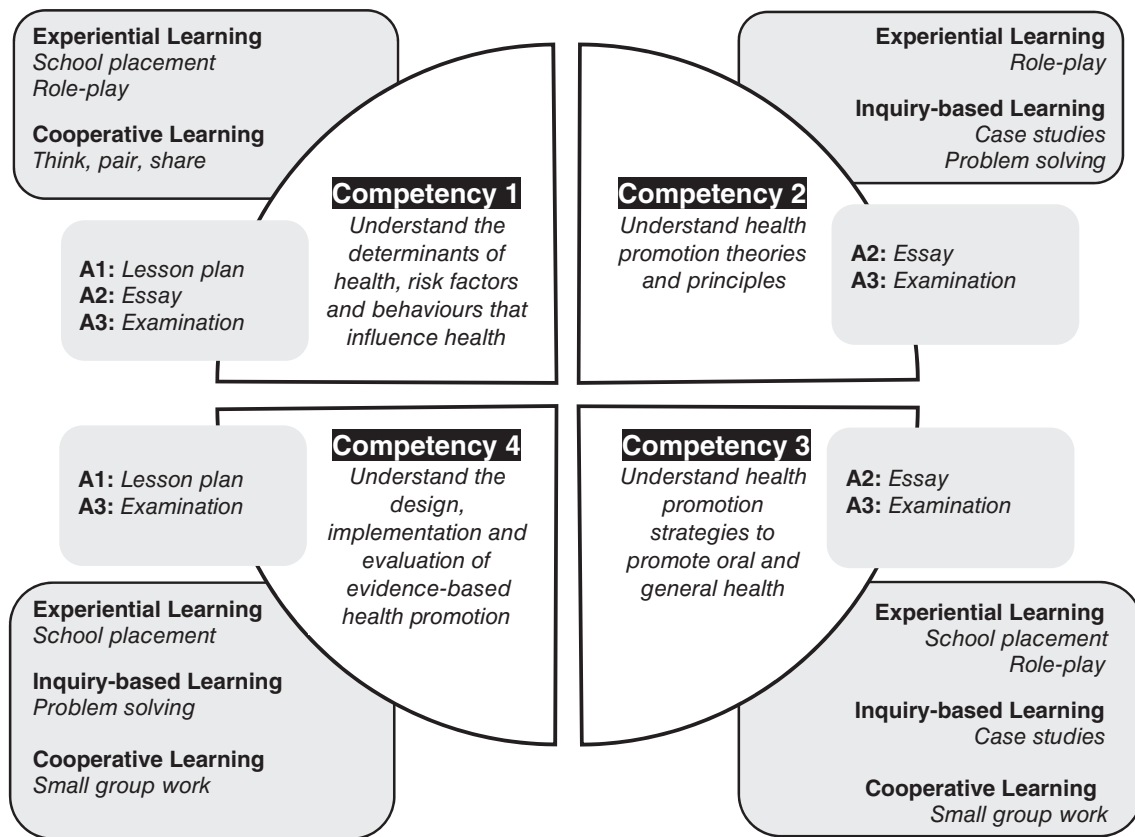 Experiential Learning
School placement
Role-play
Cooperative Learning
Think, pair, share
Experiential Learning
Role-play
Inquiry-based Learning
Case studies
Problem solving
Competency 1
Understand the
determinants of
health, risk factors
and behaviours that
influence health
Competency 2
Understand health
promotion theories
and principles
A1: Lesson plan
A2: Essay
A3: Examination
A2: Essay
A3: Examination
A1: Lesson plan
A3: Examination
Competency 4
Understand the
design,
implementation and
evaluation of
evidence-based
health promotion
Competency 3
Understand health
promotion
strategies to
promote oral and
general health
A2: Essay
A3: Examination
Experiential Learning
School placement
Inquiry-based Learning
Problem solving
Cooperative Learning
Small group work
Experiential Learning
School placement
Role-play
Inquiry-based Learning
Case studies
Cooperative Learning
Small group work